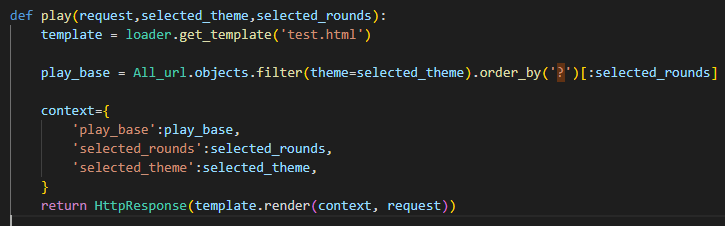 def play(request,selected_theme,selected_rounds):
    template = loader.get_template('test.html')
    play_base = All_url.objects.filter(theme=selected_theme).order_by('?')[:selected_rounds]
    context={
        'play_base':play_base,
        'selected_rounds':selected_rounds,
        'selected_theme':selected_theme,
    }
    return HttpResponse(template.render(context, request))